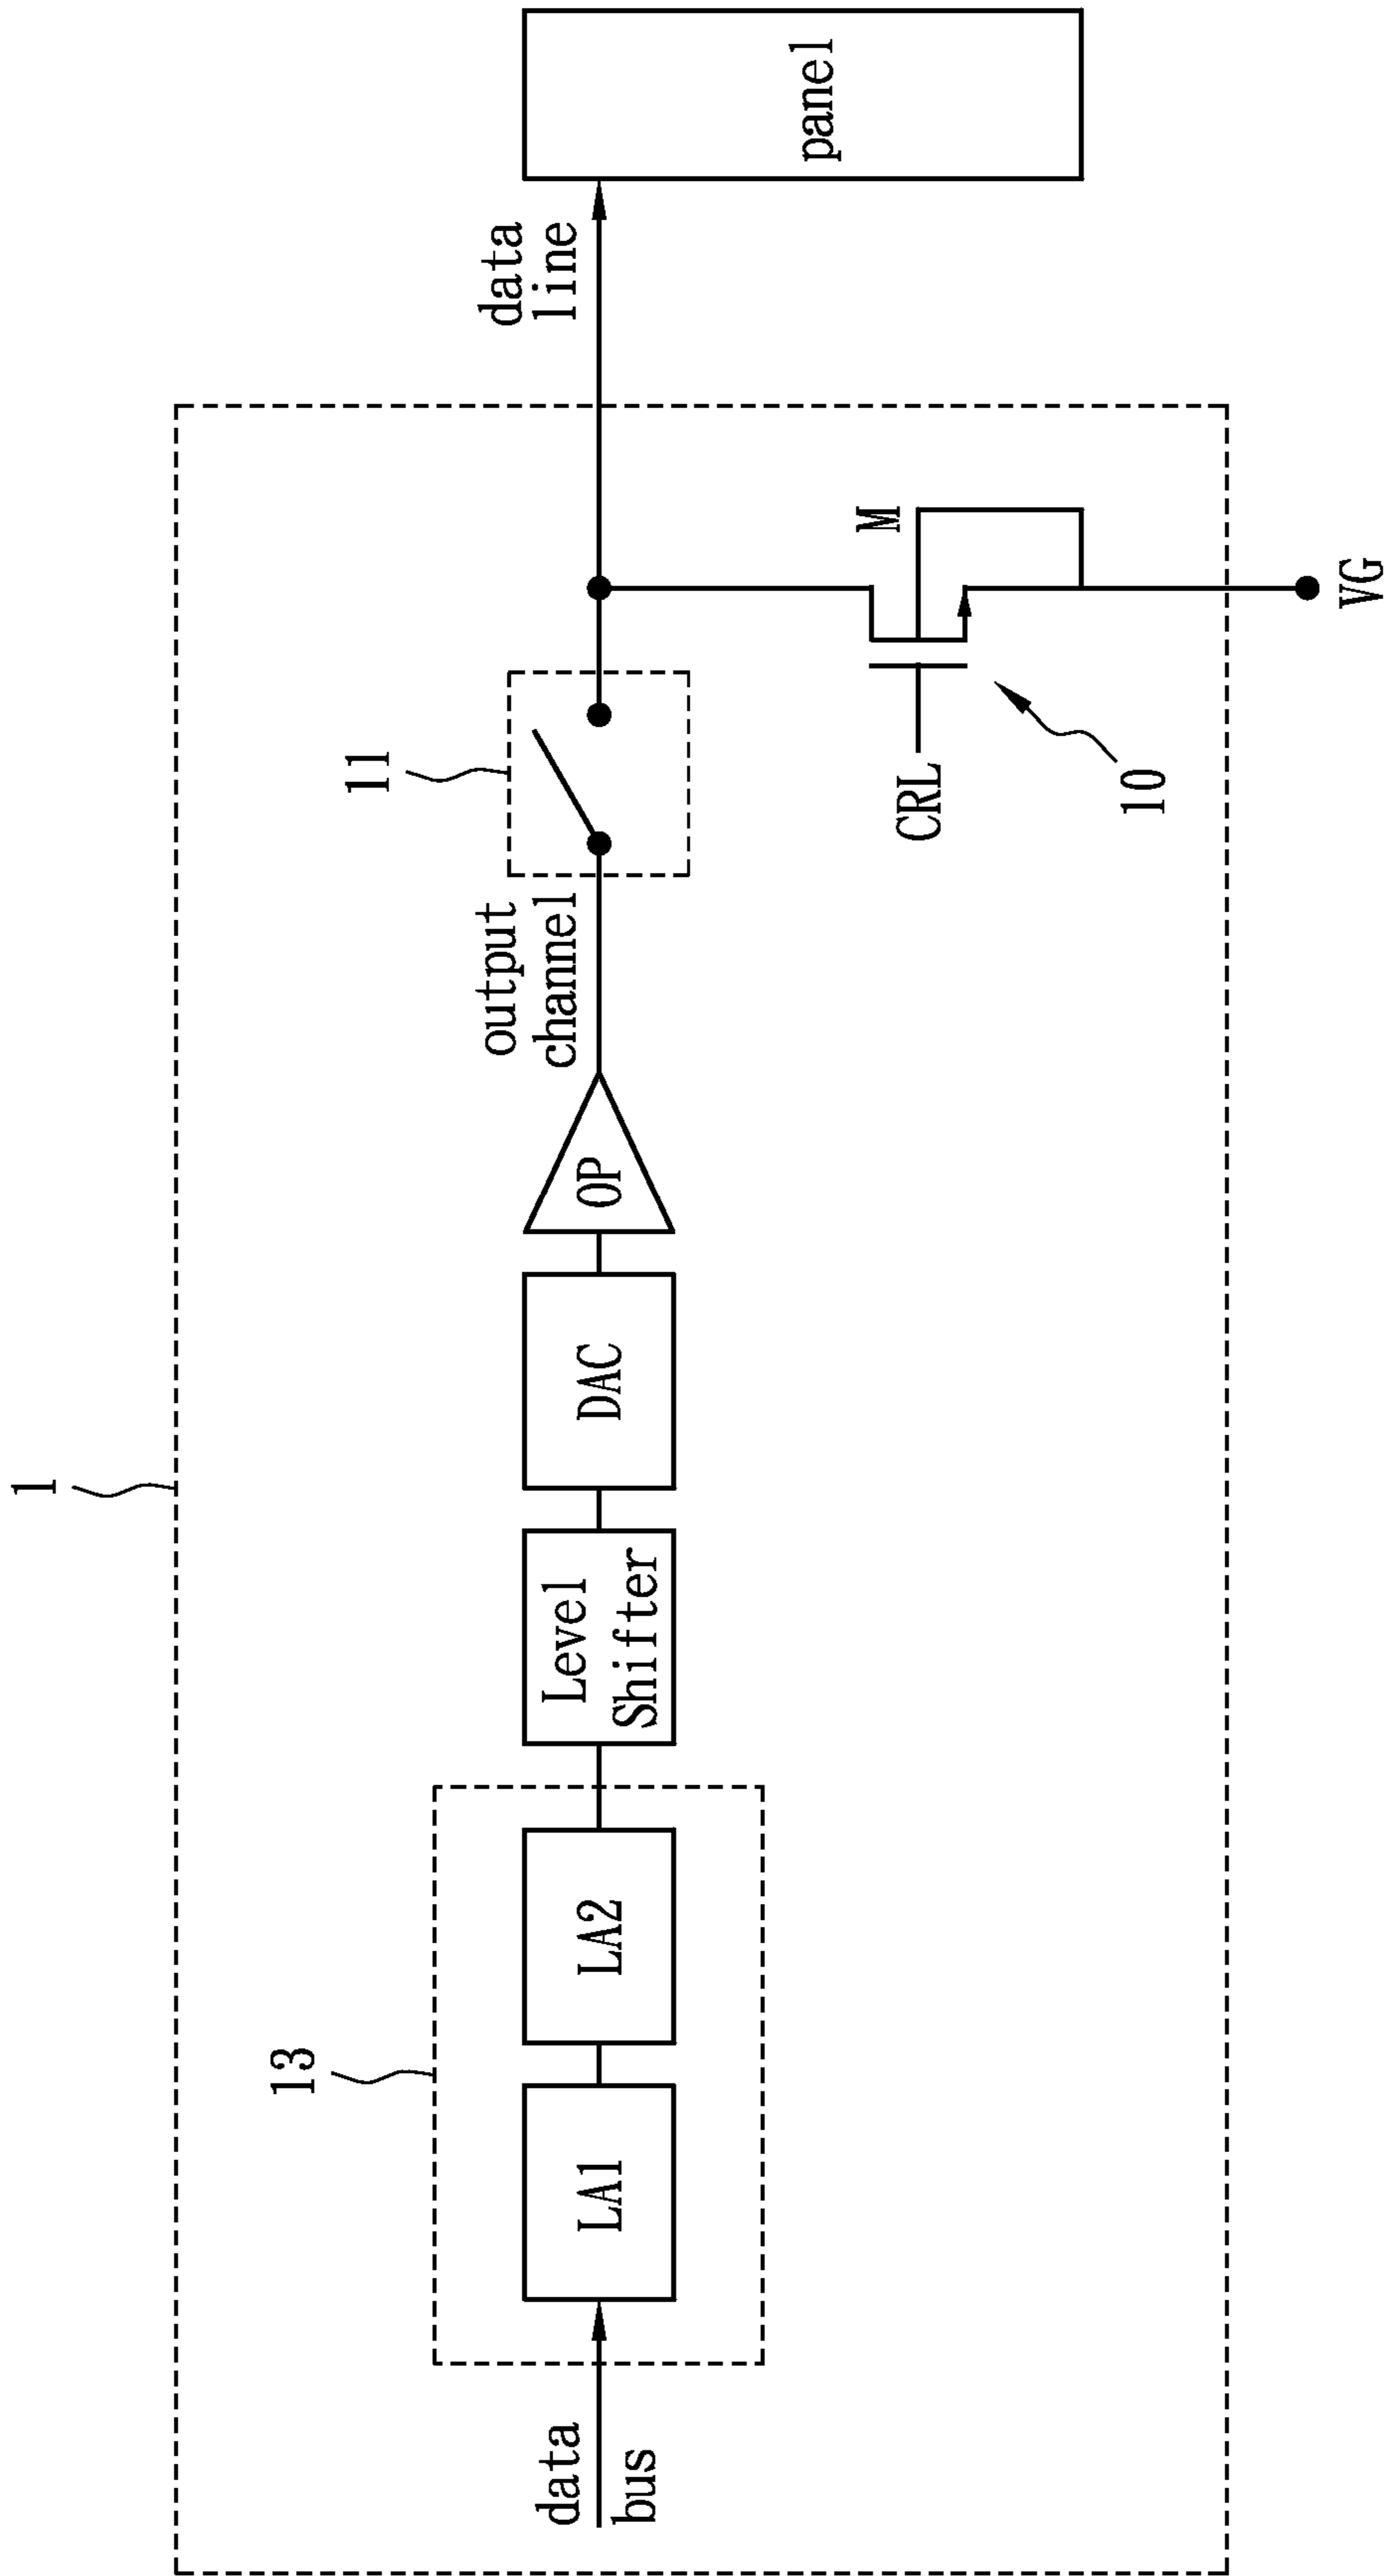 1
13
11
data
bus
LA1
LA2
Level
Shifter
DAC
OP
output
channel
data
line
panel
CRL
M
10
VG